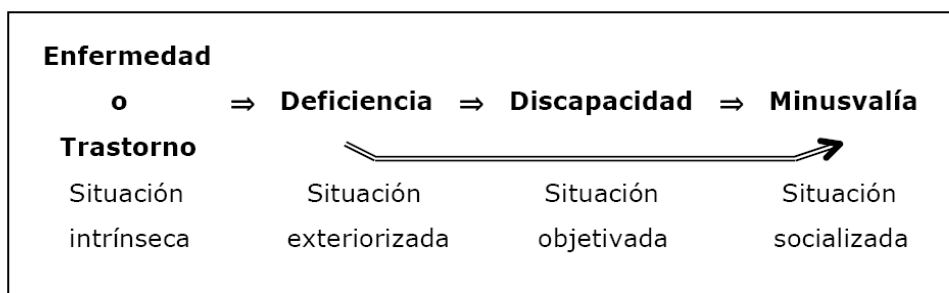 Enfermedad
o ⇒ Deficiencia ⇒ Discapacidad ⇒ Minusvalía
Trastorno
Situación Situación Situación Situación
intrínseca exteriorizada objetivada socializada